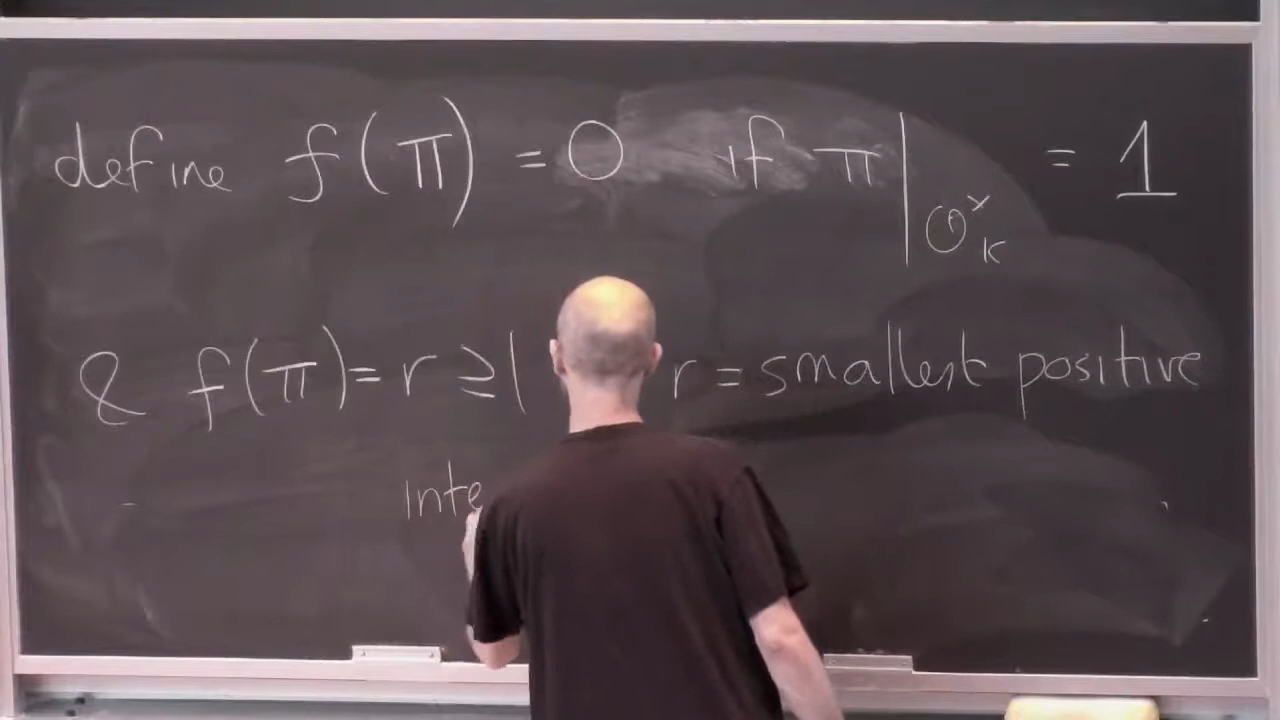 define f(π) = 0 if π|_{O_K^×} = 1
& f(π) = r ≥ 1 r = smallest positive
inte